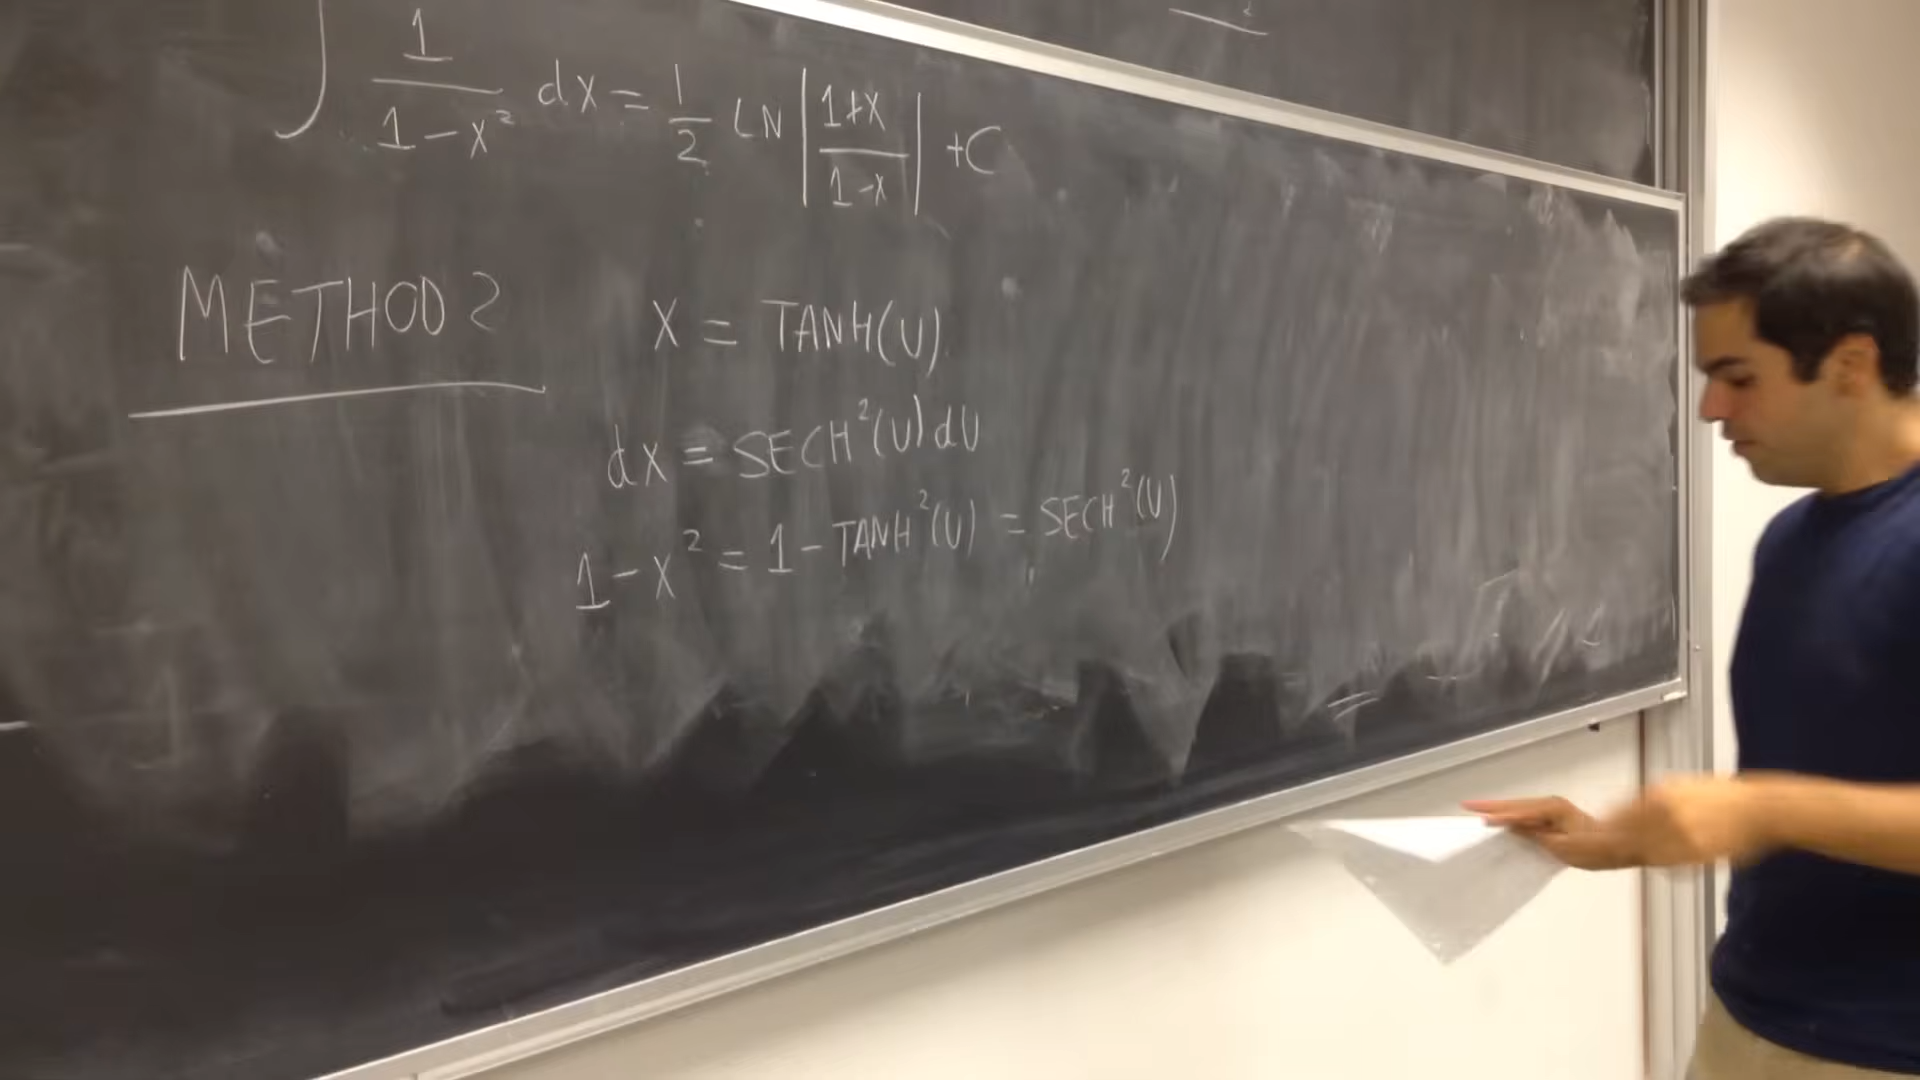 ∫ 1/(1-x²) dx = 1/2 LN |(1+x)/(1-x)| + C
METHOD 2
X = TANH(U)
dx = SECH²(U) dU
1-x² = 1-TANH²(U) = SECH²(U)